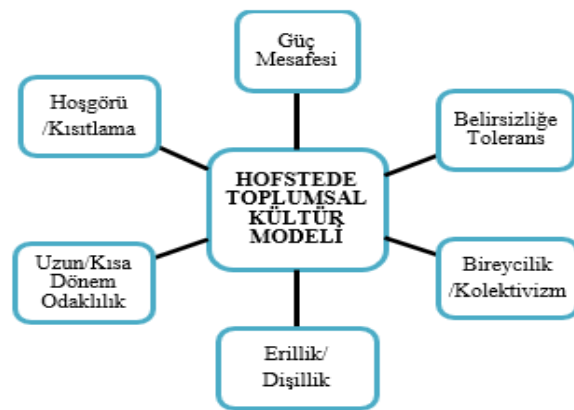 Güç
Mesafesi
Hoşgörü
/Kısıtlama
Belirsizliğe
Tolerans
HOFSTEDE
TOPLUMSAL
KÜLTÜR
MODELİ
Uzun/Kısa
Dönem
Odaklılık
Bireycilik
/Kolektivizm
Erillik/
Dişillik